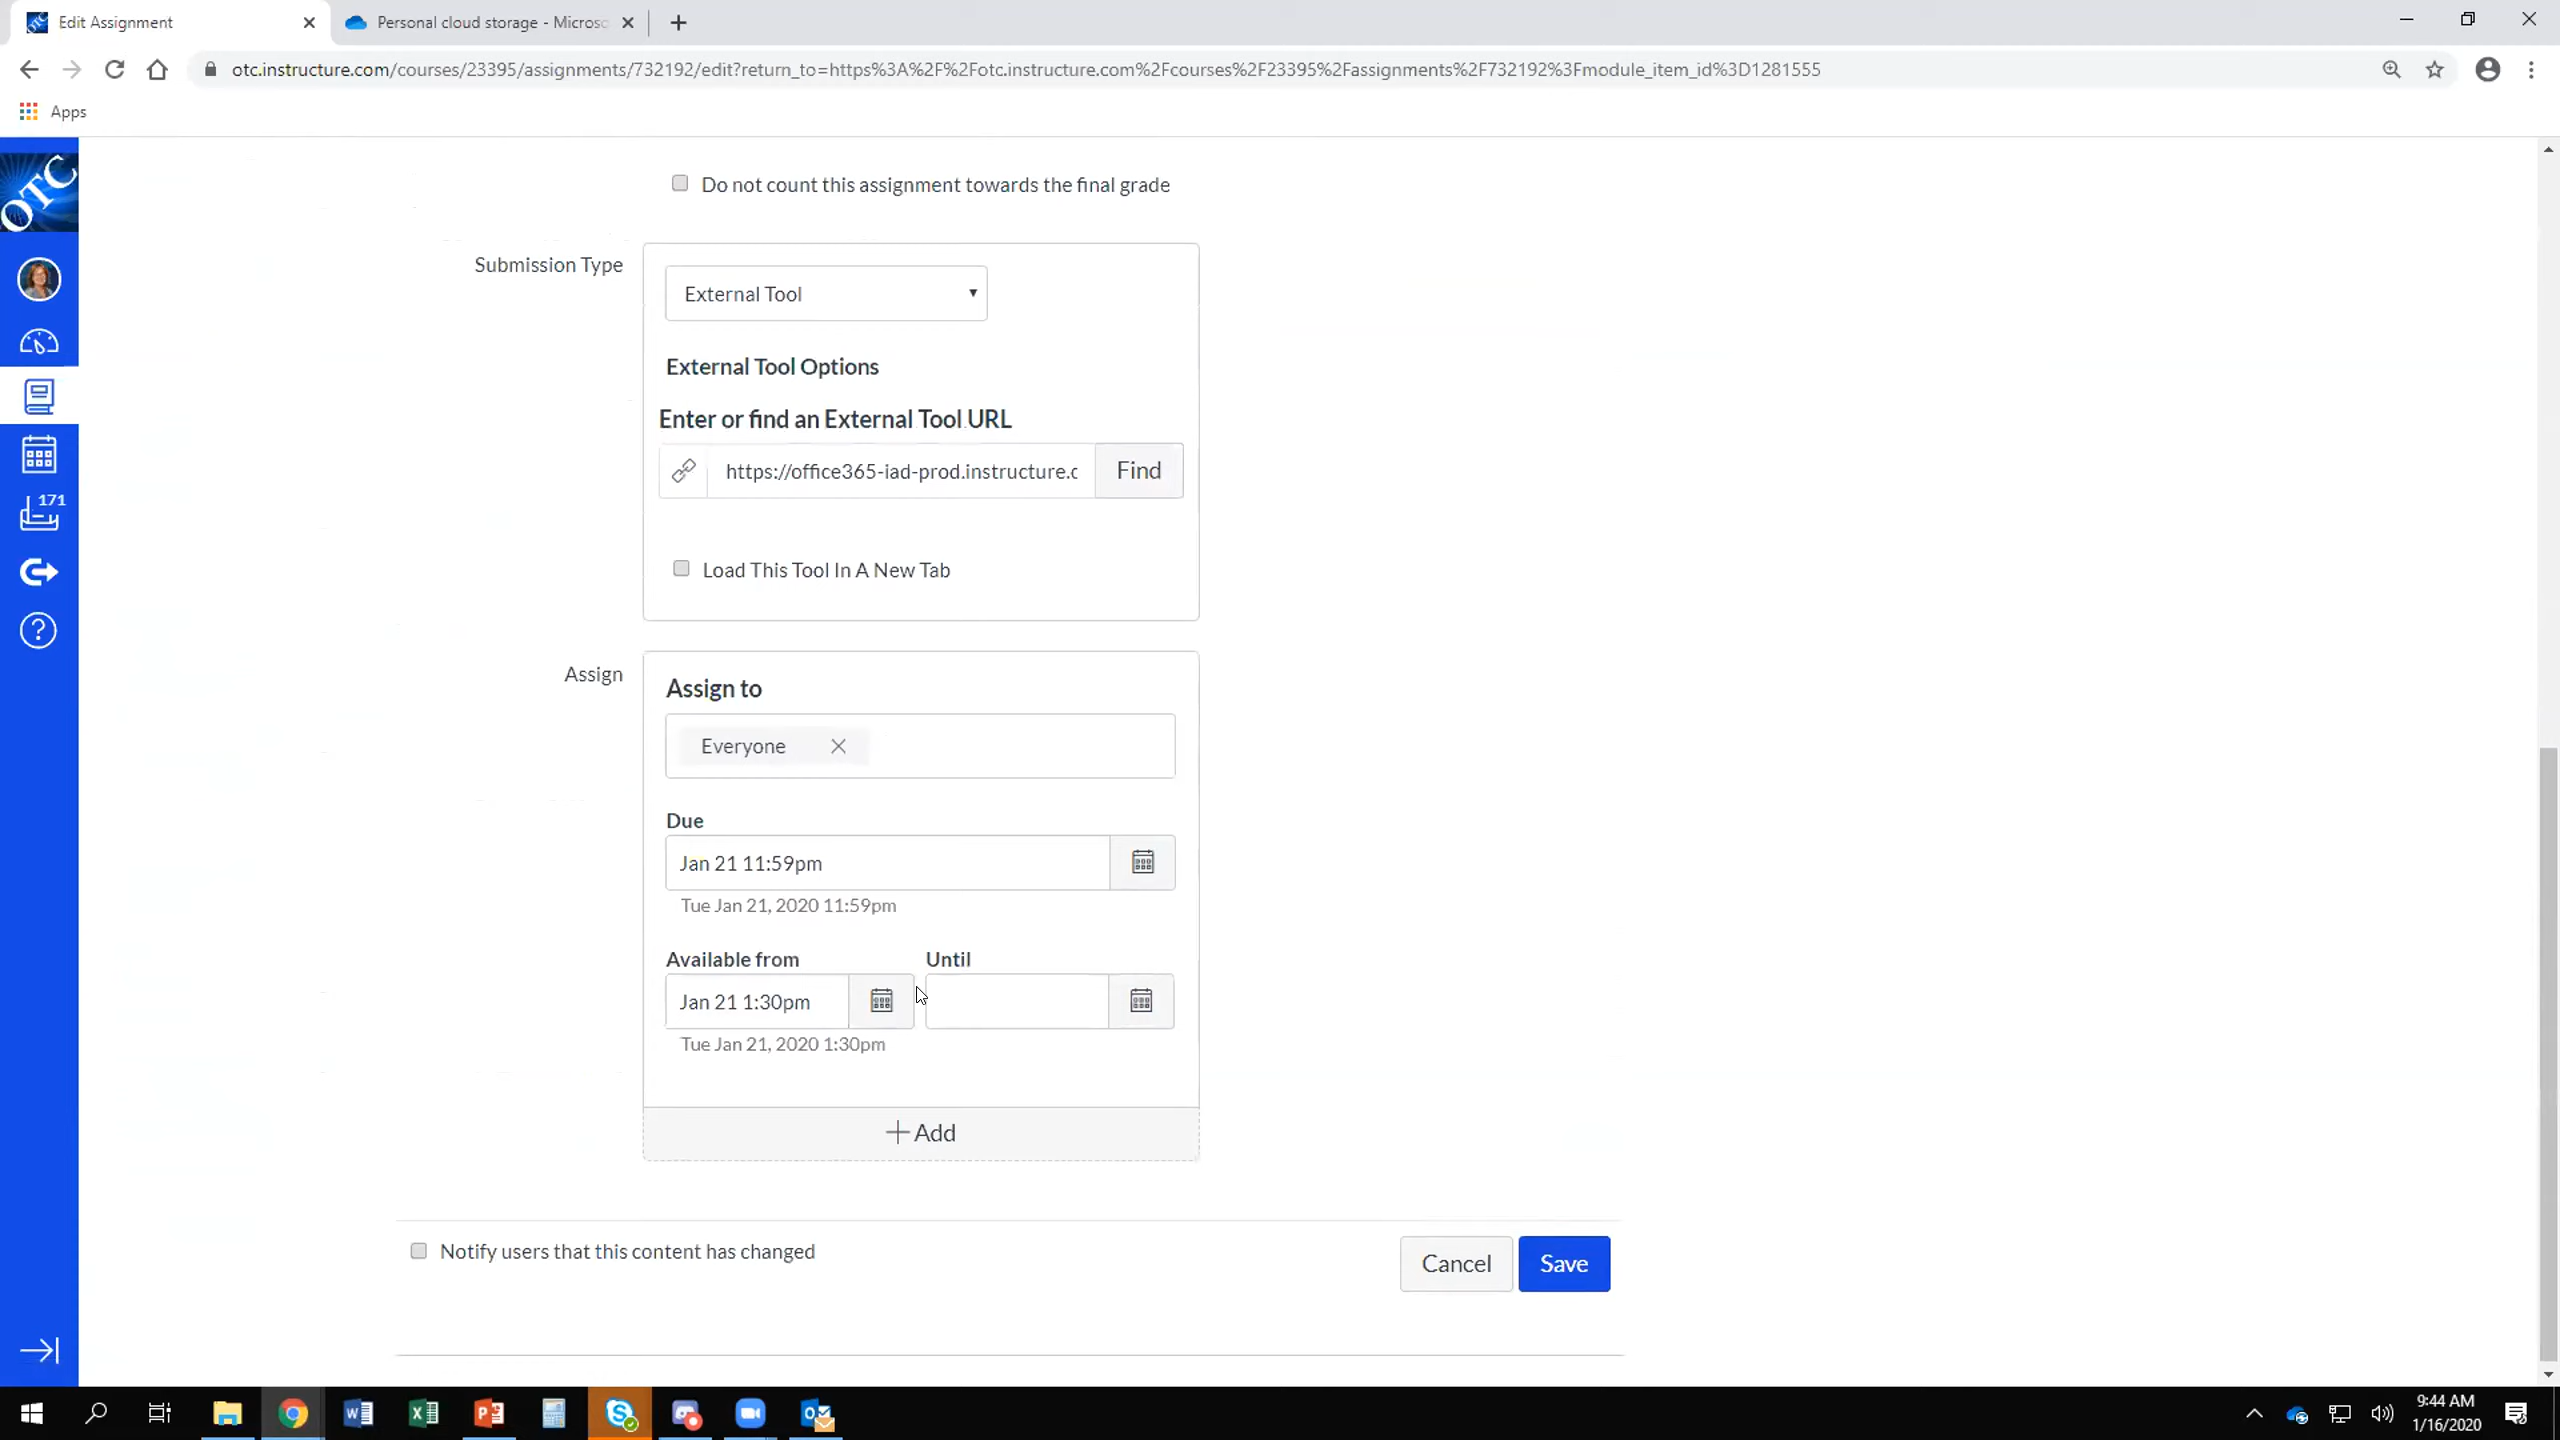 Edit Assignment
Personal cloud storage - Micros
otc.instructure.com/courses/23395/assignments/732192/edit?return_to=https%3A%2F%2Fotc.instructure.com%2Fcourses%2F23395%2Fassignments%2F732192%3Fmodule_item_id%3D1281555
Apps
OTC
Do not count this assignment towards the final grade
Submission Type
External Tool
External Tool Options
Enter or find an External Tool URL
https://office365-iad-prod.instructure.c
Find
171
Load This Tool In A New Tab
Assign
Assign to
Everyone
Due
Jan 21 11:59pm
Tue Jan 21, 2020 11:59pm
Available from
Until
Jan 21 1:30pm
Tue Jan 21, 2020 1:30pm
Add
Notify users that this content has changed
Cancel
Save
9:44 AM
1/16/2020